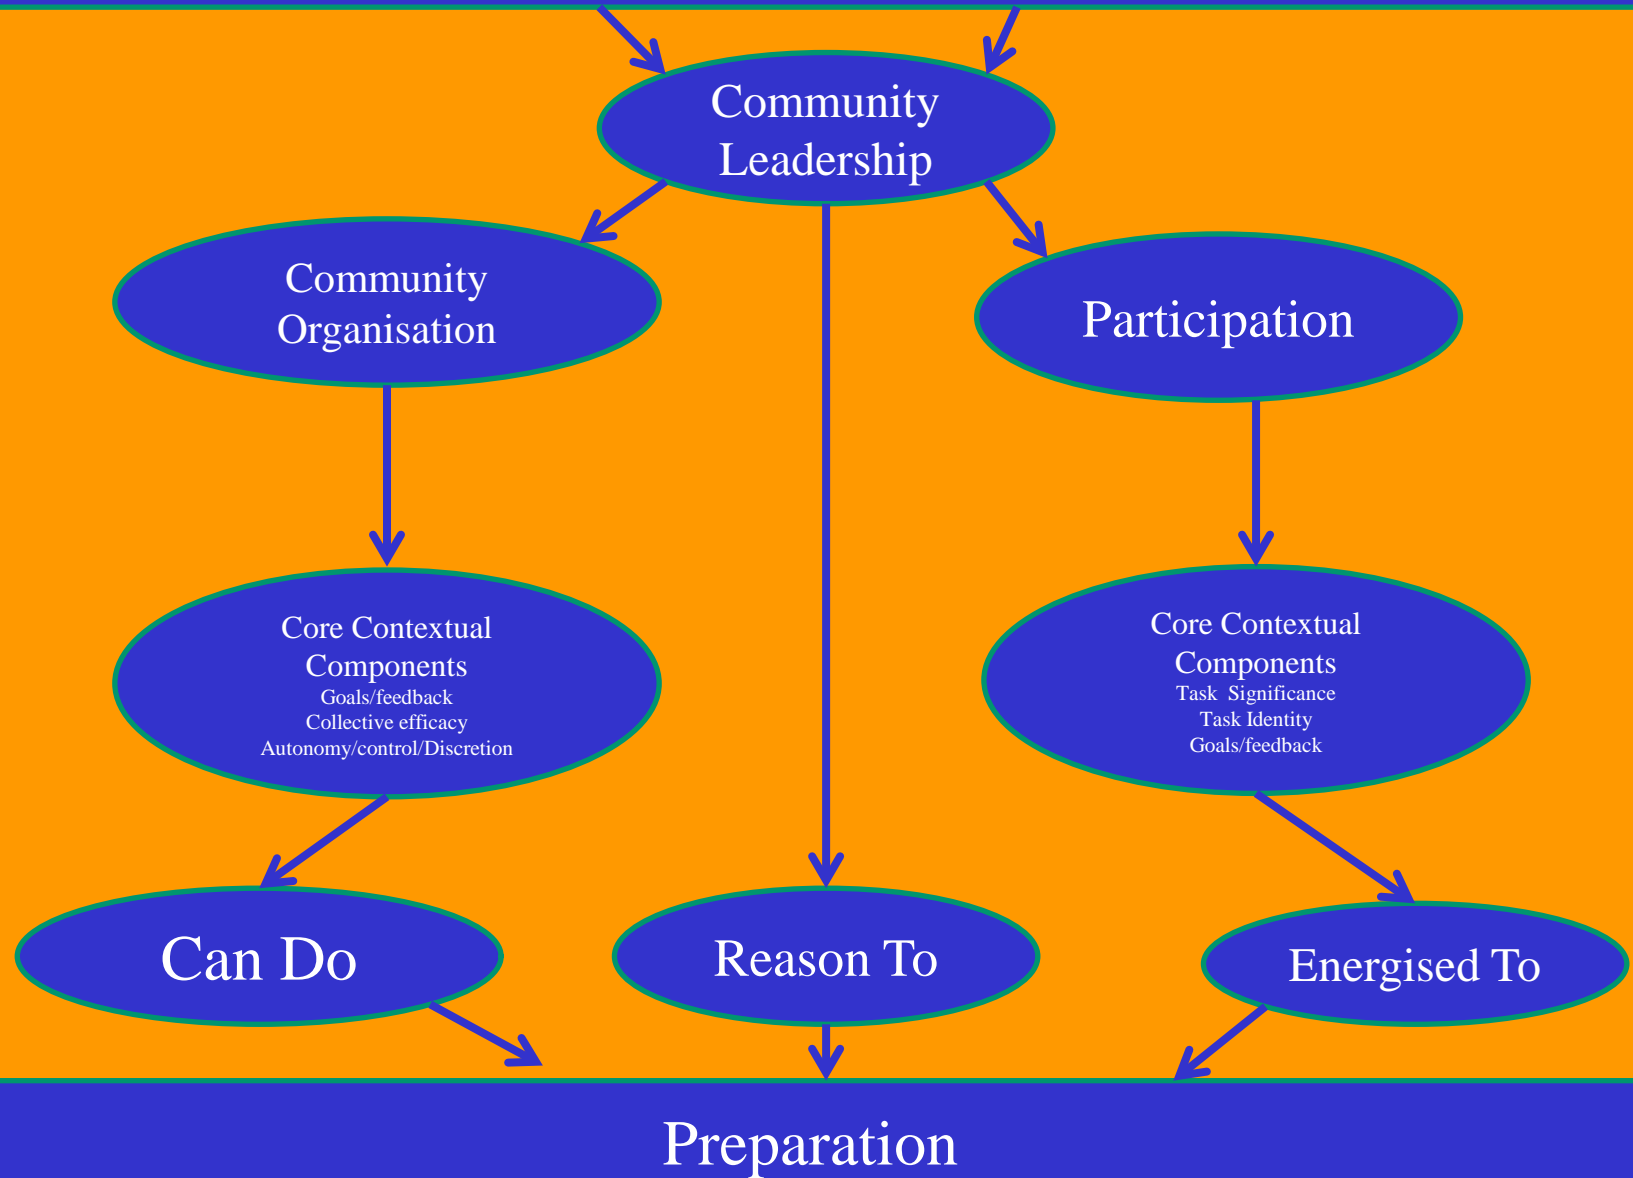 Community
Leadership
Community
Organisation
Participation
Core Contextual
Components
Goals/feedback
Collective efficacy
Autonomy/control/Discretion
Core Contextual
Components
Task  Significance
Task Identity
Goals/feedback
Can Do
Reason To
Energised To
Preparation